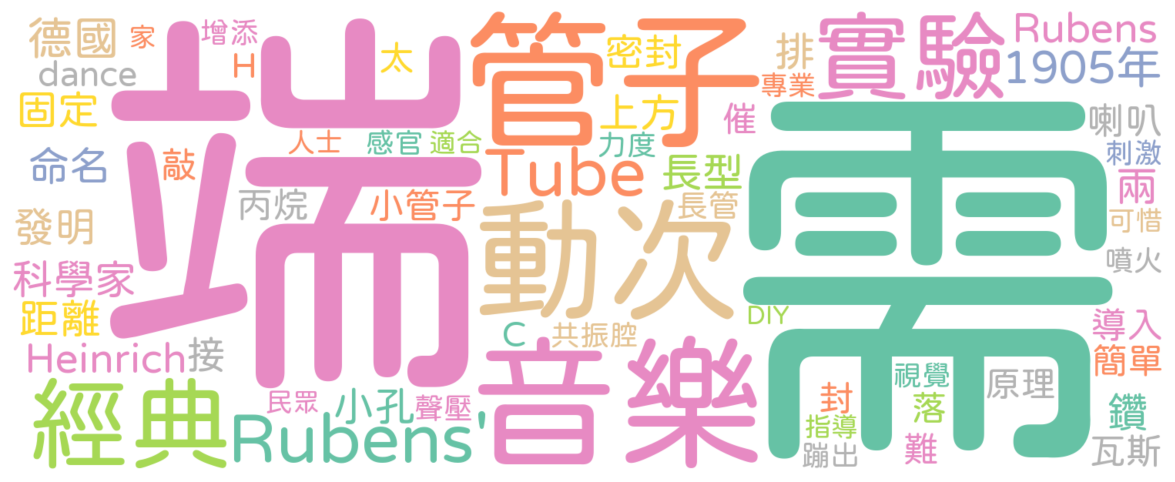 德國
家
增添
H
太
管子
密封
排
專業
實驗
Rubens
1905年
dance
固定
端
上方
催
喇叭
命名
敲
人士
感官
適合
力度
需
刺激
Tube
長型
兩
丙烷
小管子
長管
可惜
發明
動次
噴火
科學家
距離
DIY
導入
C
共振腔
簡單
Heinrich
接
音樂
視覺
原理
經典
民眾
小孔
聲壓
封
落
鑽
Rubens'
指導
難
蹦出
瓦斯